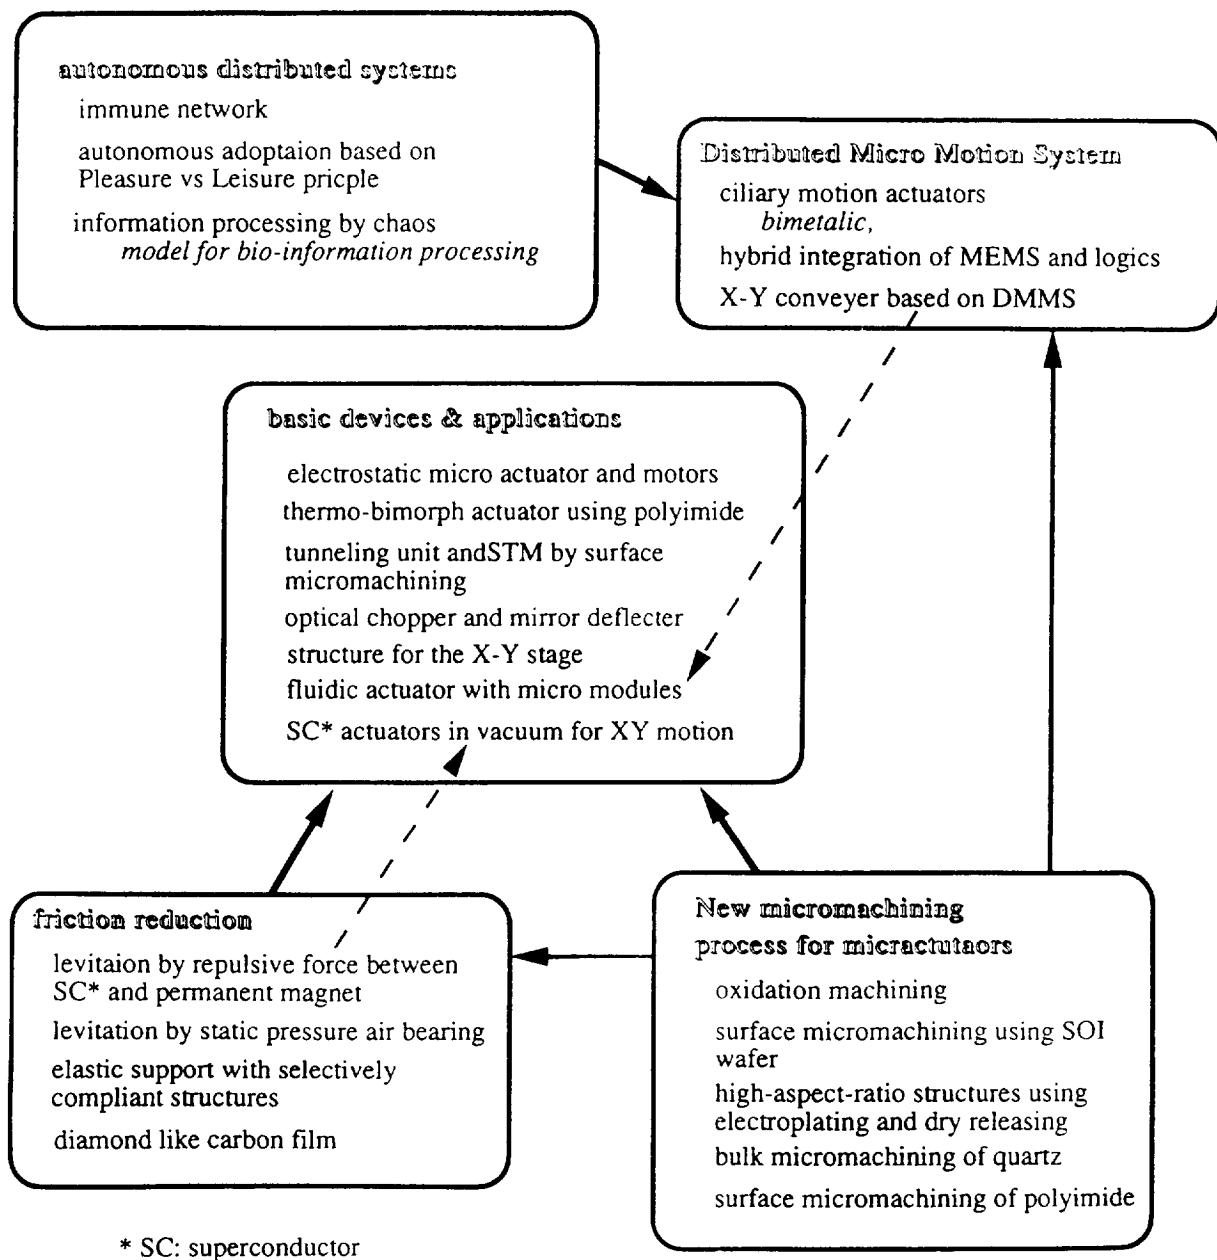 autonomous distributed systems
immune network
autonomous adoptaion based on
Pleasure vs Leisure pricple
information processing by chaos
model for bio-information processing
Distributed Micro Motion System
ciliary motion actuators
bimetalic,
hybrid integration of MEMS and logics
X-Y conveyer based on DMMS
basic devices & applications
electrostatic micro actuator and motors
thermo-bimorph actuator using polyimide
tunneling unit andSTM by surface
micromachining
optical chopper and mirror deflecter
structure for the X-Y stage
fluidic actuator with micro modules
SC* actuators in vacuum for XY motion
friction reduction
levitaion by repulsive force between
SC* and permanent magnet
levitation by static pressure air bearing
elastic support with selectively
compliant structures
diamond like carbon film
New micromachining
process for micractutaors
oxidation machining
surface micromachining using SOI
wafer
high-aspect-ratio structures using
electroplating and dry releasing
bulk micromachining of quartz
surface micromachining of polyimide
* SC: superconductor